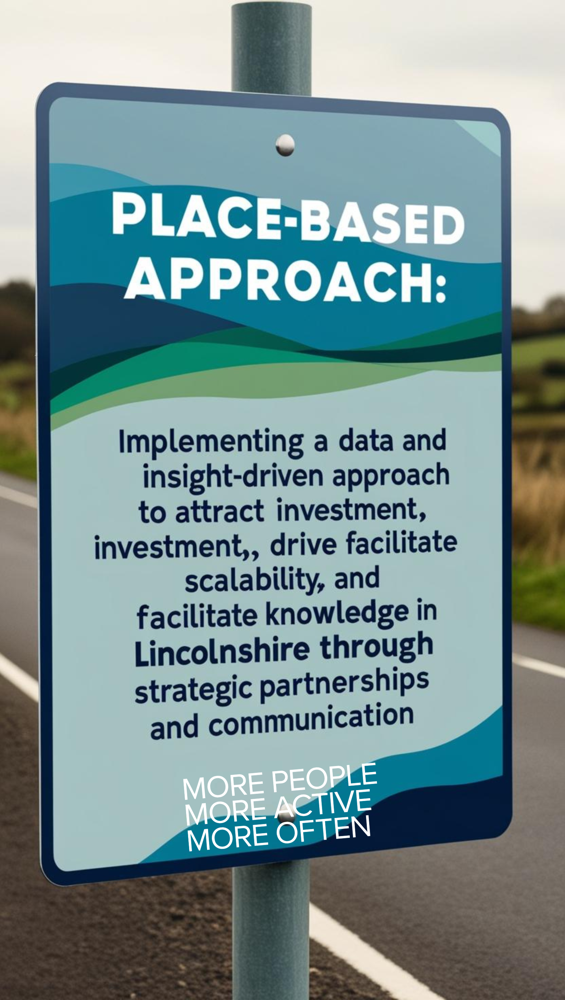 PLACE-BASED
APPROACH:
Implementing a data and
insight-driven approach
to attract investment,
investment,, drive facilitate
scalability, and
facilitate knowledge in
Lincolnshire through
strategic partnerships
and commmunication
MORE PEOPLE
MORE ACTIVE
MORE OFTEN